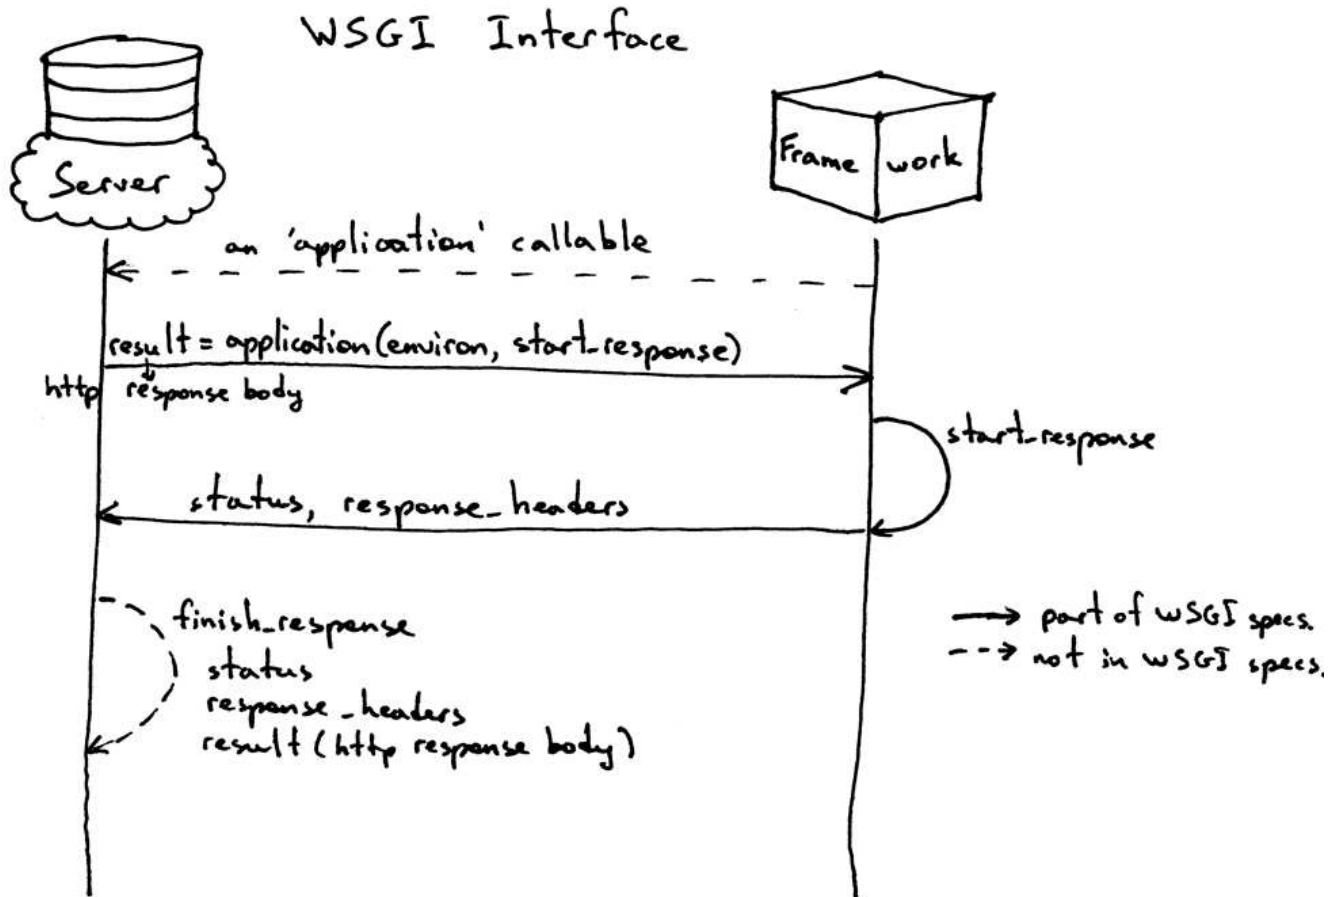 WSGI Interface
Server
Frame work
an 'application' callable
result = application(environ, start_response)
http response body
start_response
status, response_headers
finish_response
status
response_headers
result (http response body)
part of WSGI specs.
not in WSGI specs.